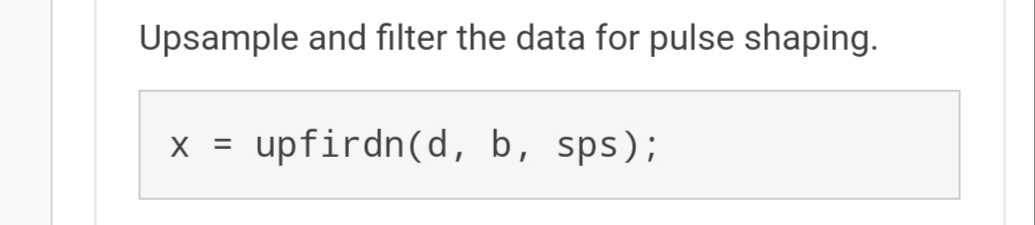 Upsample and filter the data for pulse shaping.
x = upfirdn(d, b, sps);